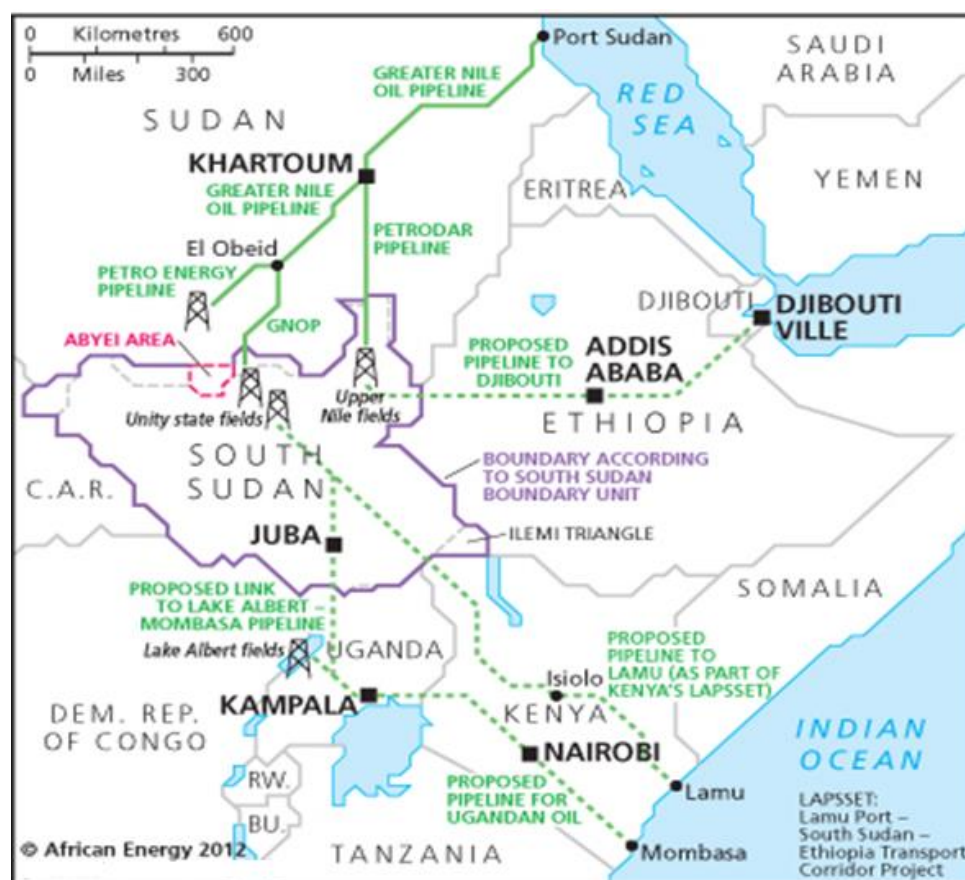 0 Kilometres 600
0 Miles 300
Port Sudan
SAUDI
ARABIA
GREATER NILE
OIL PIPELINE
RED
SEA
SUDAN
KHARTOUM
YEMEN
GREATER NILE
OIL PIPELINE
ERITREA
PETRODAR
PIPELINE
El Obeid
PETRO ENERGY
PIPELINE
DJIBOUTI
DJIBOUTI
VILLE
GNOP
ABYEI AREA
PROPOSED
PIPELINE TO
DJIBOUTI
ADDIS
ABABA
Unity state fields
Upper
Nile fields
ETHIOPIA
SOUTH
SUDAN
BOUNDARY ACCORDING
TO SOUTH SUDAN
BOUNDARY UNIT
C.A.R.
JUBA
ILEMI TRIANGLE
PROPOSED LINK
TO LAKE ALBERT –
MOMBASA PIPELINE
SOMALIA
Lake Albert fields
UGANDA
PROPOSED
PIPELINE TO
LAMU (AS PART OF
KENYA'S LAPSSET)
Isiolo
KAMPALA
KENYA
DEM. REP.
OF CONGO
NAIROBI
INDIAN
OCEAN
RW.
BU.
PROPOSED
PIPELINE FOR
UGANDAN OIL
Lamu
LAPSSET:
Lamu Port –
South Sudan –
Ethiopia Transport
Corridor Project
© African Energy 2012
TANZANIA
Mombasa